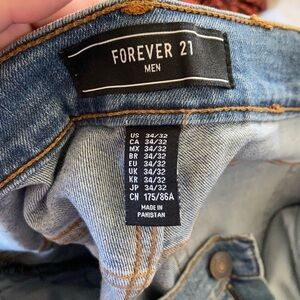 FOREVER 21
MEN
US 34/32
CA 34/32
MX 34/32
BR 34/32
EU 34/32
UK 34/32
KR 34/32
JP 34/32
CN 175/86A
MADE IN
PAKISTAN